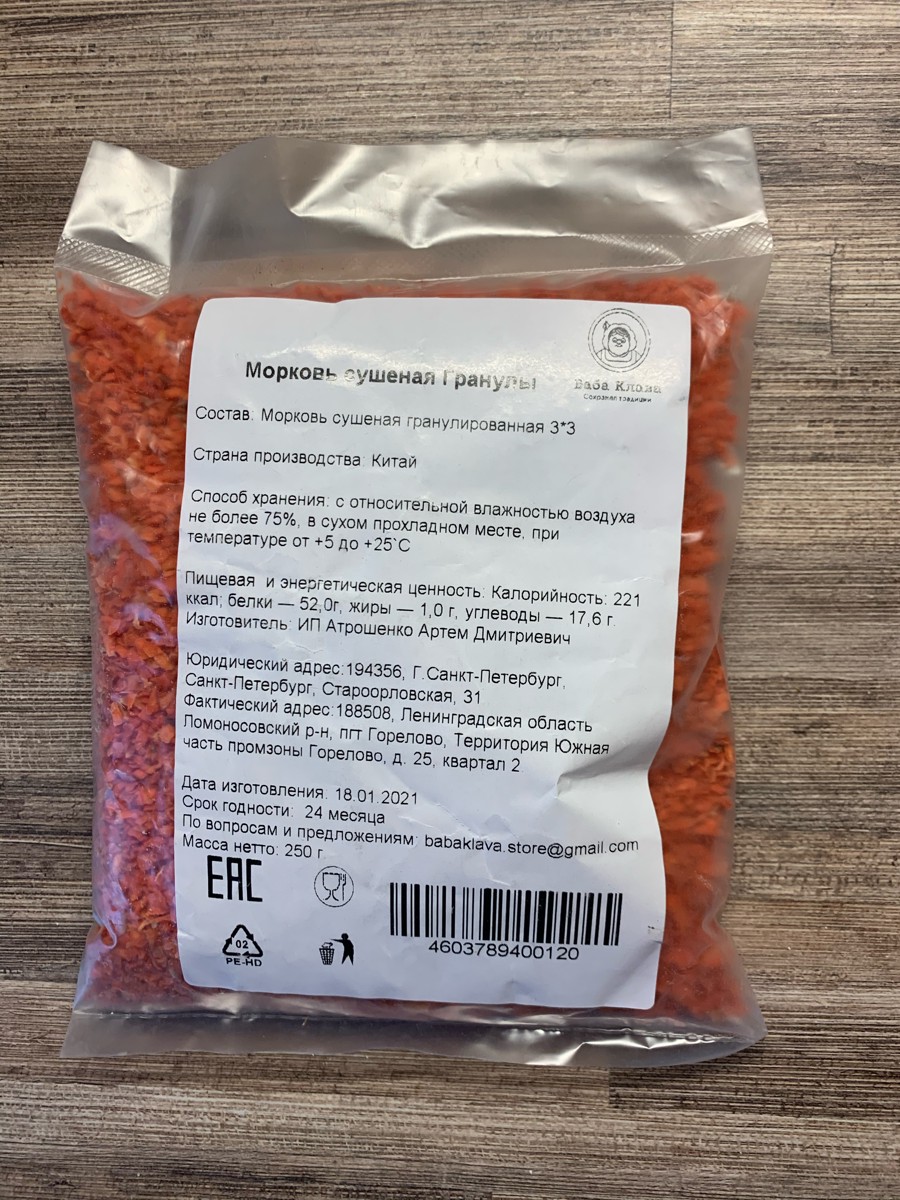 Баба Клава
Сохраняя традиции
Морковь сушеная Гранулы
Состав: Морковь сушеная гранулированная 3*3
Страна производства: Китай
Способ хранения: с относительной влажностью воздуха
не более 75%, в сухом прохладном месте, при
температуре от +5 до +25`С
Пищевая и энергетическая ценность: Калорийность: 221
ккал; белки — 52,0г, жиры — 1,0 г, углеводы — 17,6 г.
Изготовитель: ИП Атрошенко Артем Дмитриевич
Юридический адрес:194356, Г.Санкт-Петербург,
Санкт-Петербург, Староорловская, 31
Фактический адрес:188508, Ленинградская область
Ломоносовский р-н, пгт Горелово, Территория Южная
часть промзоны Горелово, д. 25, квартал 2
Дата изготовления: 18.01.2021
Срок годности: 24 месяца
По вопросам и предложениям: babaklava.store@gmail.com
Масса нетто: 250 г.
EAC
02
PE-HD
4603789400120